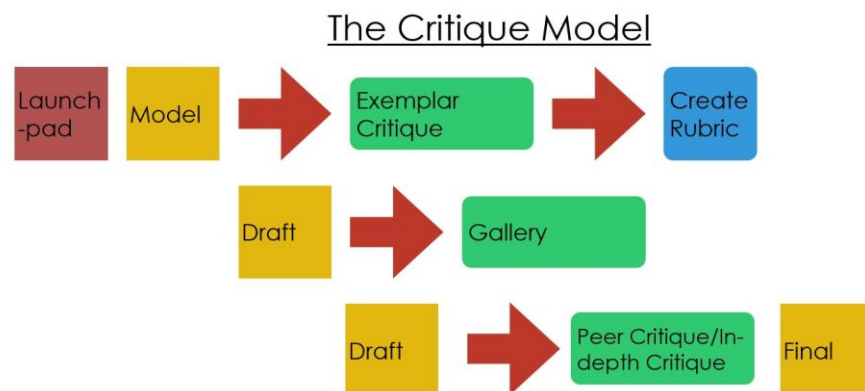 The Critique Model
Launch
-pad
Model
Exemplar
Critique
Create
Rubric
Draft
Gallery
Draft
Peer Critique/In-
depth Critique
Final